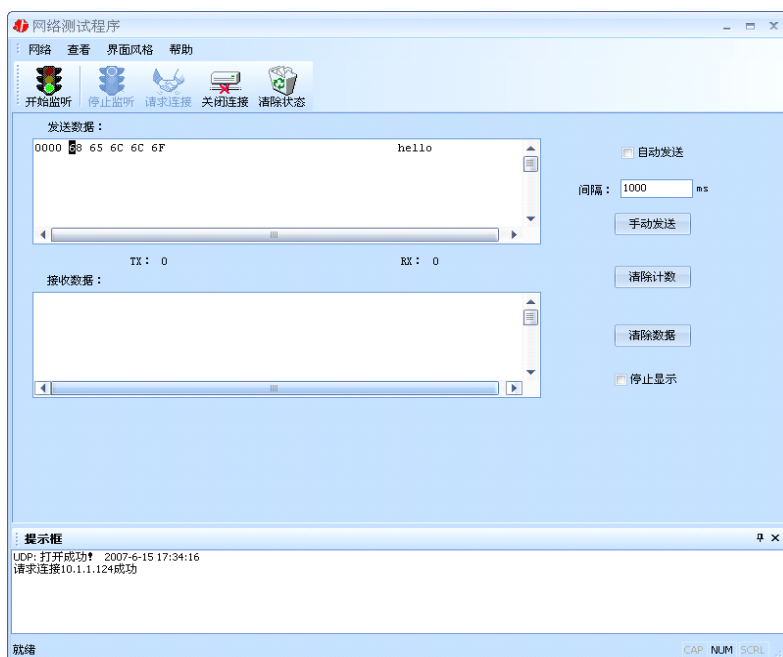 网络测试程序
网络 查看 界面风格 帮助
开始监听 停止监听 请求连接 关闭连接 清除状态
发送数据：
0000 68 65 6C 6C 6F hello
自动发送
间隔： 1000 ms
手动发送
TX： 0 RX： 0
接收数据：
清除计数
清除数据
停止显示
提示框
UDP: 打开成功! 2007-6-15 17:34:16
请求连接10.1.1.124成功
就绪 CAP NUM SCRL